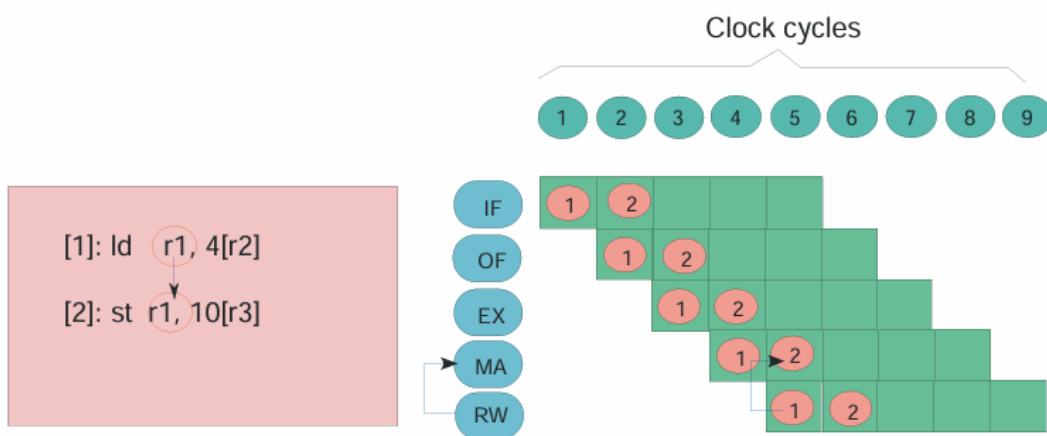 Clock cycles
1 2 3 4 5 6 7 8 9
[1]: ld r1, 4[r2]
[2]: st r1, 10[r3]
IF 1 2
OF 1 2
EX 1 2
MA 1 2
RW 1 2